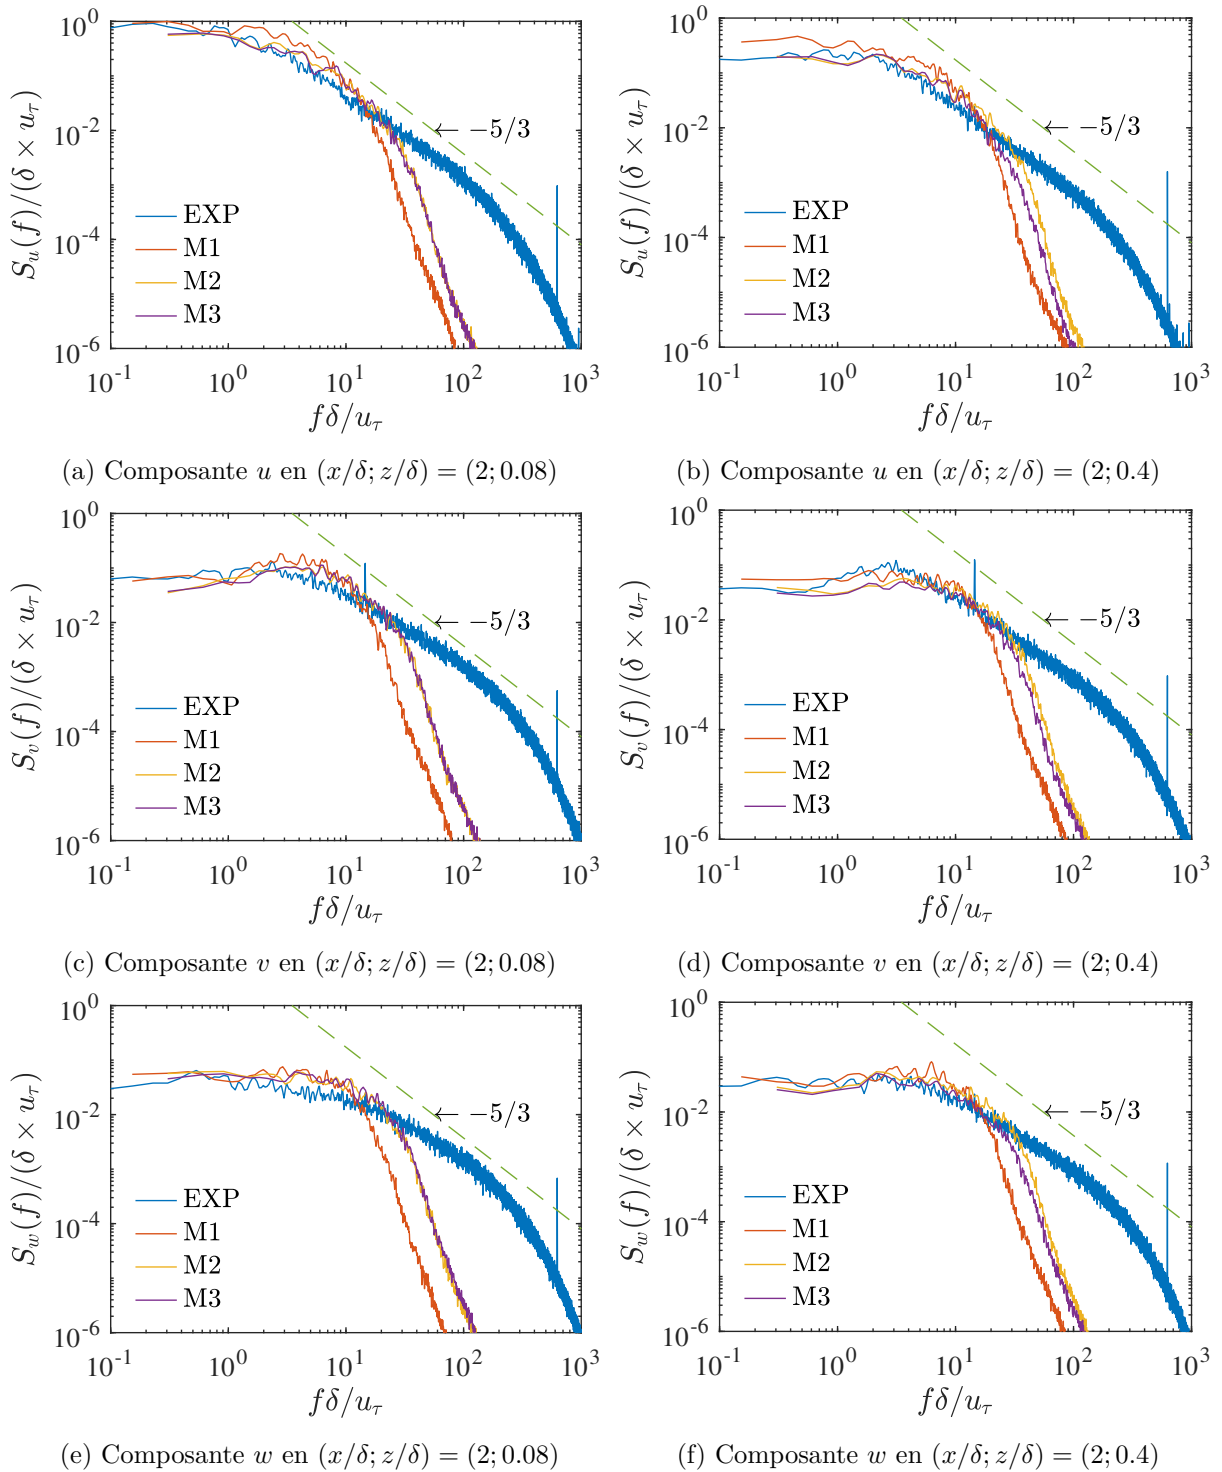 10^0
10^-2
10^-4
10^-6
S_u(f)/(δ × u_τ)
← −5/3
EXP
M1
M2
M3
10^-1 10^0 10^1 10^2 10^3
fδ/u_τ
(a) Composante u en (x/δ; z/δ) = (2; 0.08)
10^0
10^-2
10^-4
10^-6
S_u(f)/(δ × u_τ)
← −5/3
EXP
M1
M2
M3
10^-1 10^0 10^1 10^2 10^3
fδ/u_τ
(b) Composante u en (x/δ; z/δ) = (2; 0.4)
10^0
10^-2
10^-4
10^-6
S_v(f)/(δ × u_τ)
← −5/3
EXP
M1
M2
M3
10^-1 10^0 10^1 10^2 10^3
fδ/u_τ
(c) Composante v en (x/δ; z/δ) = (2; 0.08)
10^0
10^-2
10^-4
10^-6
S_v(f)/(δ × u_τ)
← −5/3
EXP
M1
M2
M3
10^-1 10^0 10^1 10^2 10^3
fδ/u_τ
(d) Composante v en (x/δ; z/δ) = (2; 0.4)
10^0
10^-2
10^-4
10^-6
S_w(f)/(δ × u_τ)
← −5/3
EXP
M1
M2
M3
10^-1 10^0 10^1 10^2 10^3
fδ/u_τ
(e) Composante w en (x/δ; z/δ) = (2; 0.08)
10^0
10^-2
10^-4
10^-6
S_w(f)/(δ × u_τ)
← −5/3
EXP
M1
M2
M3
10^-1 10^0 10^1 10^2 10^3
fδ/u_τ
(f) Composante w en (x/δ; z/δ) = (2; 0.4)